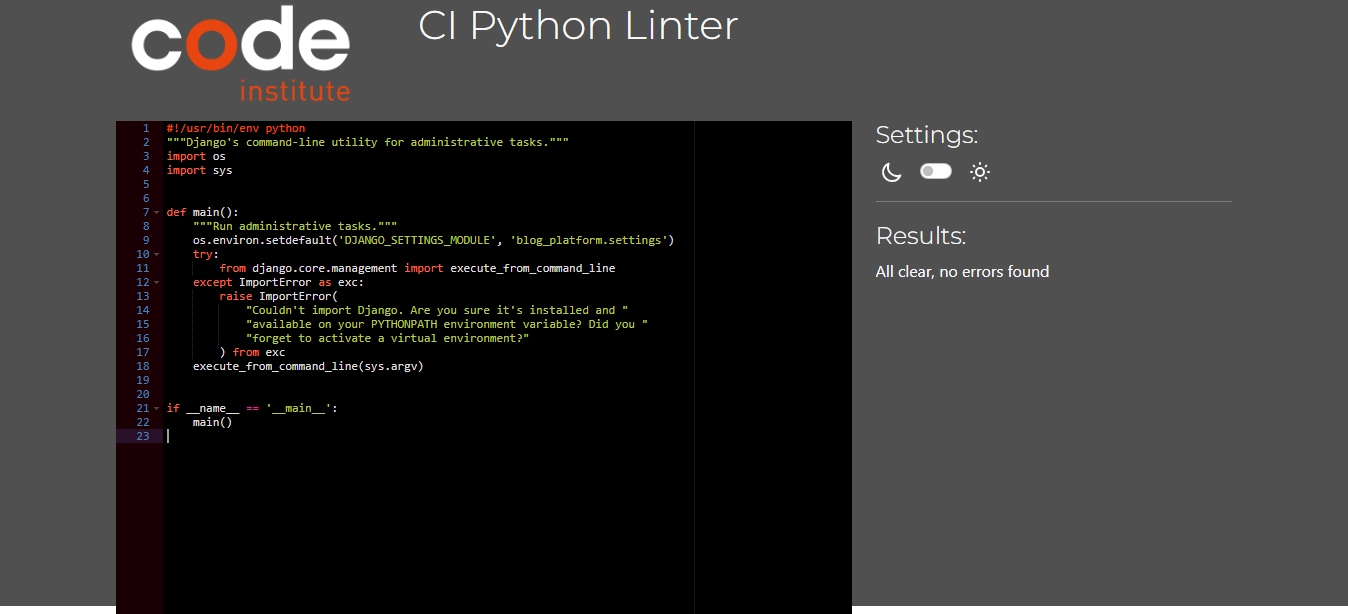 code
institute
CI Python Linter
1 #!/usr/bin/env python
2 """Django's command-line utility for administrative tasks."""
3 import os
4 import sys
5
6
7 def main():
8     """Run administrative tasks."""
9     os.environ.setdefault('DJANGO_SETTINGS_MODULE', 'blog_platform.settings')
10     try:
11         from django.core.management import execute_from_command_line
12     except ImportError as exc:
13         raise ImportError(
14             "Couldn't import Django. Are you sure it's installed and "
15             "available on your PYTHONPATH environment variable? Did you "
16             "forget to activate a virtual environment?"
17         ) from exc
18     execute_from_command_line(sys.argv)
19
20
21 if __name__ == '__main__':
22     main()
23
Settings:
Results:
All clear, no errors found